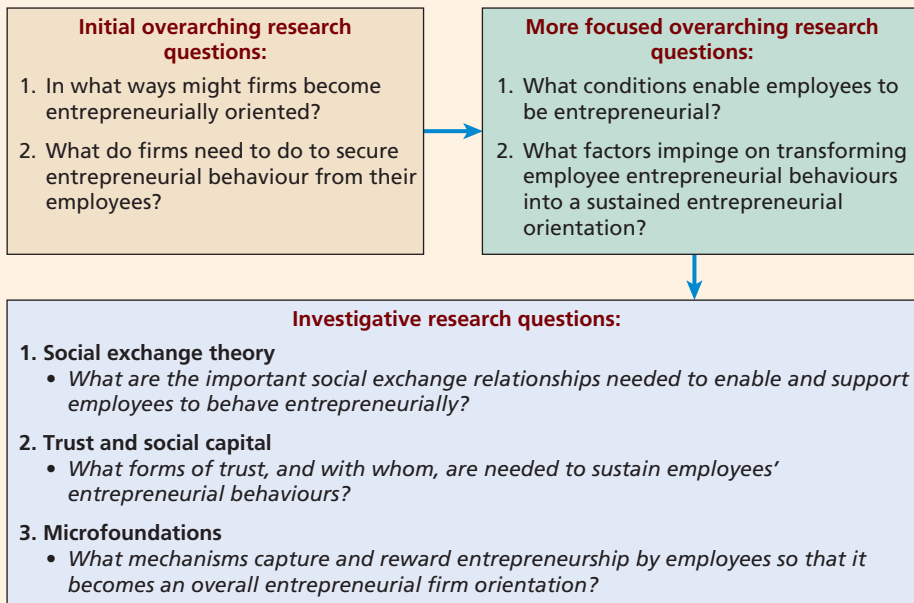 Initial overarching research
questions:
1. In what ways might firms become
entrepreneurially oriented?
2. What do firms need to do to secure
entrepreneurial behaviour from their
employees?
More focused overarching research
questions:
1. What conditions enable employees to
be entrepreneurial?
2. What factors impinge on transforming
employee entrepreneurial behaviours
into a sustained entrepreneurial
orientation?
Investigative research questions:
1. Social exchange theory
• What are the important social exchange relationships needed to enable and support
employees to behave entrepreneurially?
2. Trust and social capital
• What forms of trust, and with whom, are needed to sustain employees’
entrepreneurial behaviours?
3. Microfoundations
• What mechanisms capture and reward entrepreneurship by employees so that it
becomes an overall entrepreneurial firm orientation?